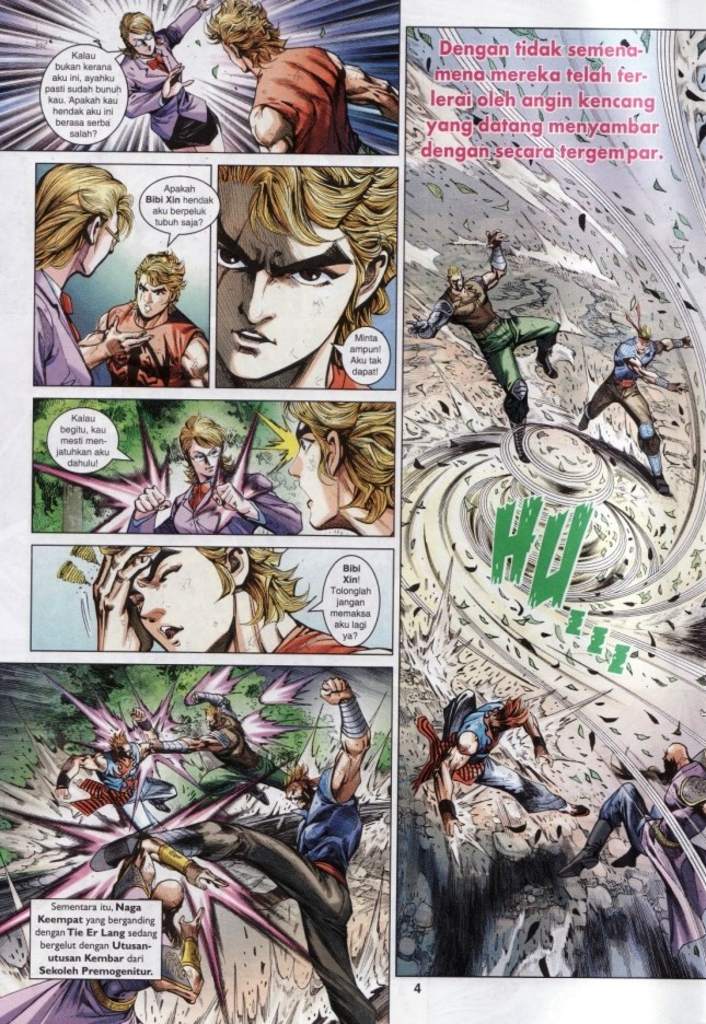 Kalau
bukan kerana
aku ini, ayahku
pasti sudah bunuh
kau. Apakah kau
hendak aku ini
berasa serba
salah?
Apakah
Bibi Xin hendak
aku berpeluk
tubuh saja?
Minta
ampun!
Aku tak
dapat!
Kalau
begitu, kau
mesti men-
jatuhkan aku
dahulu!
Bibi
Xin!
Tolonglah
jangan
memaksa
aku lagi
ya?
Sementara itu, Naga
Keempat yang berganding
dengan Tie Er Lang sedang
bergelut dengan Utusan-
utusan Kembar dari
Sekoleh Premogenitur.
Dengan tidak semena-
mena mereka telah ter-
lerai oleh angin kencang
yang datang menyambar
dengan secara tergempar.
HU
zzz
4